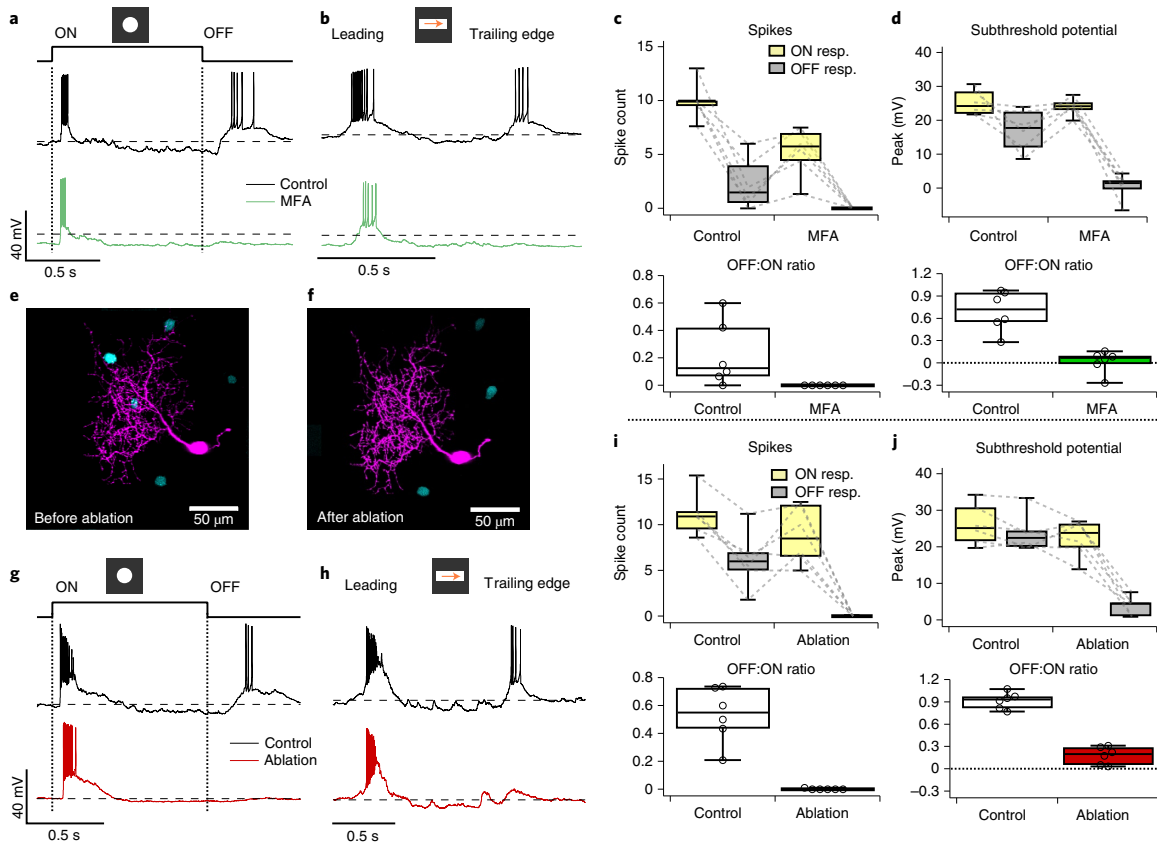 a
ON
OFF
Control
MFA
40 mV
0.5 s
b
Leading
Trailing edge
0.5 s
c
Spikes
ON resp.
OFF resp.
Spike count
15
10
5
0
Control
MFA
OFF:ON ratio
0.8
0.6
0.4
0.2
0
Control
MFA
d
Subthreshold potential
Peak (mV)
40
30
20
10
0
Control
MFA
OFF:ON ratio
1.2
0.9
0.6
0.3
0
–0.3
Control
MFA
e
Before ablation
50 μm
f
After ablation
50 μm
g
ON
OFF
Control
Ablation
40 mV
0.5 s
h
Leading
Trailing edge
0.5 s
i
Spikes
ON resp.
OFF resp.
Spike count
15
10
5
0
Control
Ablation
OFF:ON ratio
0.8
0.6
0.4
0.2
0
Control
Ablation
j
Subthreshold potential
Peak (mV)
40
30
20
10
0
Control
Ablation
OFF:ON ratio
1.2
0.9
0.6
0.3
0
–0.3
Control
Ablation